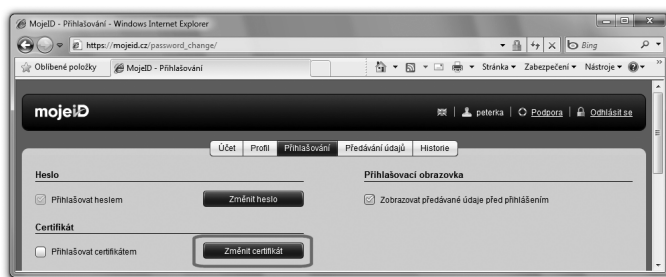 MojeID - Přihlašování - Windows Internet Explorer
https://mojeid.cz/password_change/
Bing
Oblíbené položky
MojeID - Přihlašování
Stránka
Zabezpečení
Nástroje
mojeiD
peterka
Podpora
Odhlásit se
Účet
Profil
Přihlašování
Předávání údajů
Historie
Heslo
Přihlašovací obrazovka
Přihlašovat heslem
Změnit heslo
Zobrazovat předávané údaje před přihlášením
Certifikát
Přihlašovat certifikátem
Změnit certifikát